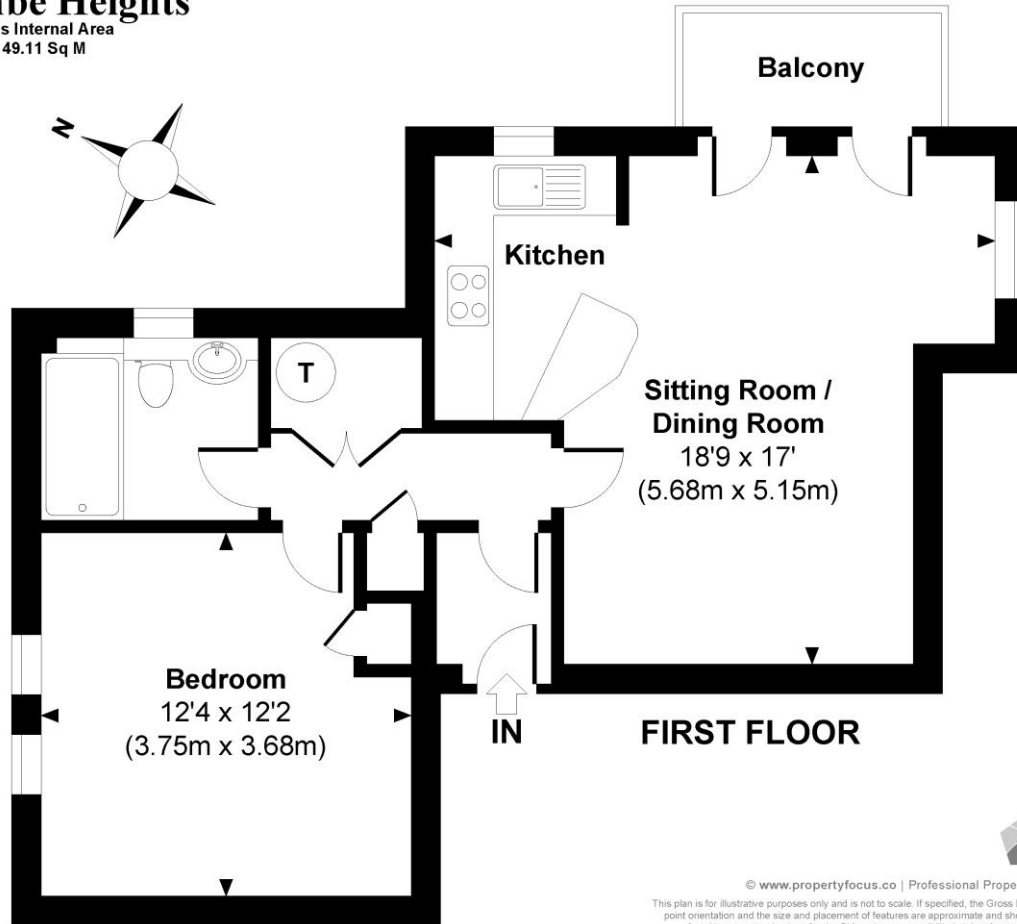 Heights
Internal Area
49.11 Sq M
N
Balcony
Kitchen
T
Sitting Room /
Dining Room
18'9 x 17'
(5.68m x 5.15m)
Bedroom
12'4 x 12'2
(3.75m x 3.68m)
IN
FIRST FLOOR
© www.propertyfocus.co | Professional
This plan is for illustrative purposes only and is not to scale. If specified, the Gross
point orientation and the size and placement of features are approximate and